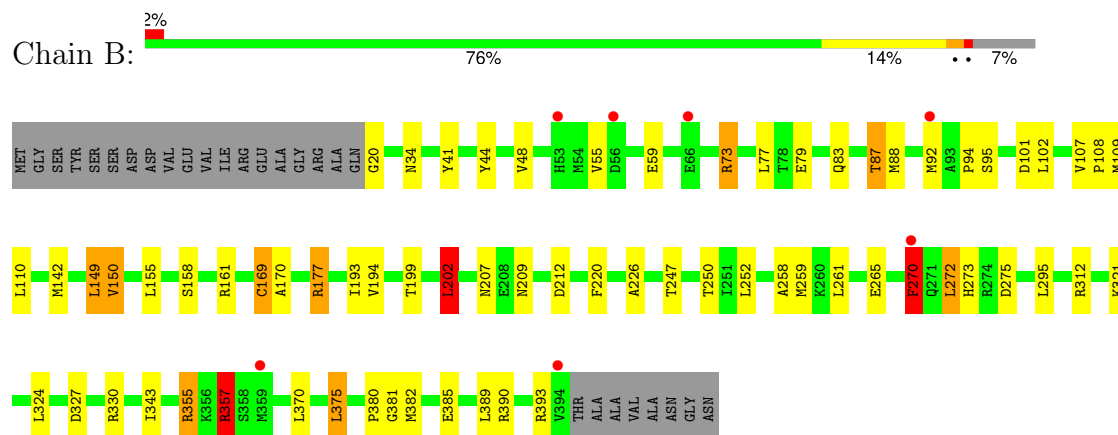 2%
Chain B:
76% 14% • • 7%
MET GLY SER TYR SER SER ASP ASP VAL GLU VAL ILE ARG GLU ALA GLY ARG ALA GLN G20 N34 Y41 Y44 V48 H53 M54 V55 D56 E59 E66 R73 L77 T78 E79 Q83 T87 M88 M92 A93 P94 S95 D101 L102 V107 P108 M109
L110 M142 L149 V150 L155 S158 R161 C169 A170 R177 I193 V194 T199 L202 N207 E208 N209 D212 F220 A226 T247 T250 I251 L252 A258 M259 K260 L261 E265 F270 Q271 L272 H273 R274 D275 L295 R312 K321
L324 D327 R330 I343 R355 K356 R357 S358 M359 L370 L375 P380 G381 M382 E385 L389 R390 R393 V394 THR ALA ALA VAL ALA ASN GLY ASN